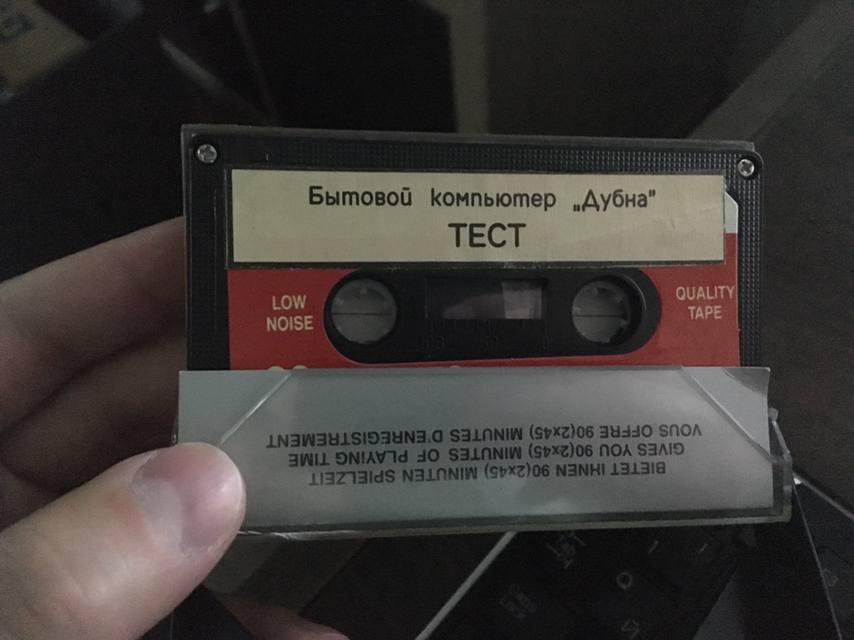 Бытовой компьютер „Дубна"
ТЕСТ
LOW
NOISE
QUALITY
TAPE
BIETET IHNEN 90(2x45) MINUTEN SPIELZEIT
GIVES YOU 90(2x45) MINUTES OF PLAYING TIME
VOUS OFFRE 90(2x45) MINUTES D'ENREGISTREMENT